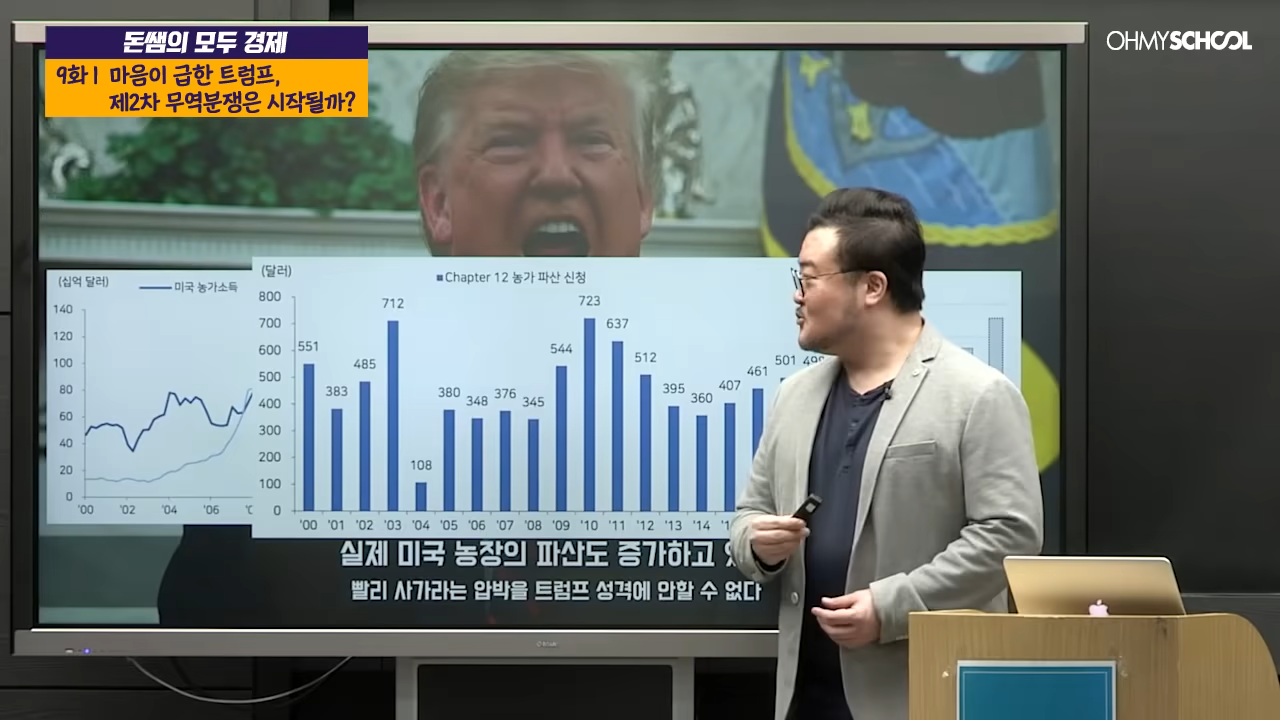 돈쌤의 모두 경제
9화 | 마음이 급한 트럼프,
제2차 무역분쟁은 시작될까?
OHMYSCHOOL
(십억 달러)
미국 농가소득
140
120
100
80
60
40
20
0
'00 '02 '04 '06
(달러)
Chapter 12 농가 파산 신청
800
700
600
500
400
300
200
100
0
551 383 485 712 108 380 348 376 345 544 723 637 512 395 360 407 461 501
'00 '01 '02 '03 '04 '05 '06 '07 '08 '09 '10 '11 '12 '13 '14
실제 미국 농장의 파산도 증가하고
빨리 사가라는 압박을 트럼프 성격에 안할 수 없다